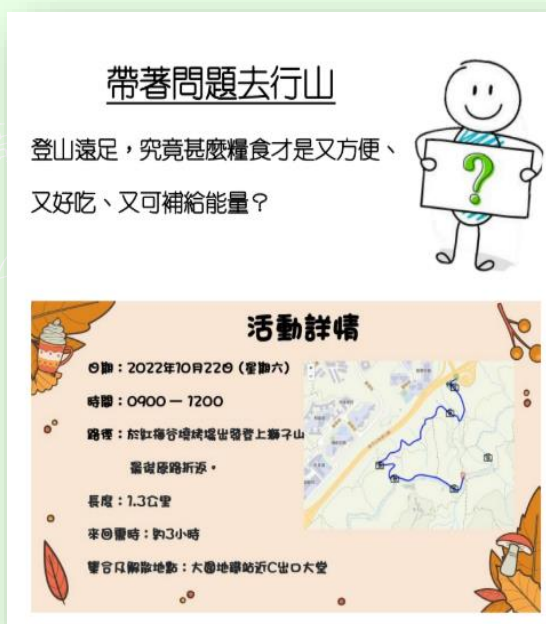 帶著問題去行山
登山遠足，究竟甚麼糧食才是又方便、
又好吃、又可補給能量？
?
活動詳情
日期：2022年10月22日（星期六）
時間：0900 — 1200
路徑：於紅梅谷燒烤場出發登上獅子山
最後原路折返。
長度：1.3公里
來回需時：約3小時
集合及解散地點：大圍地鐵站近C出口大堂